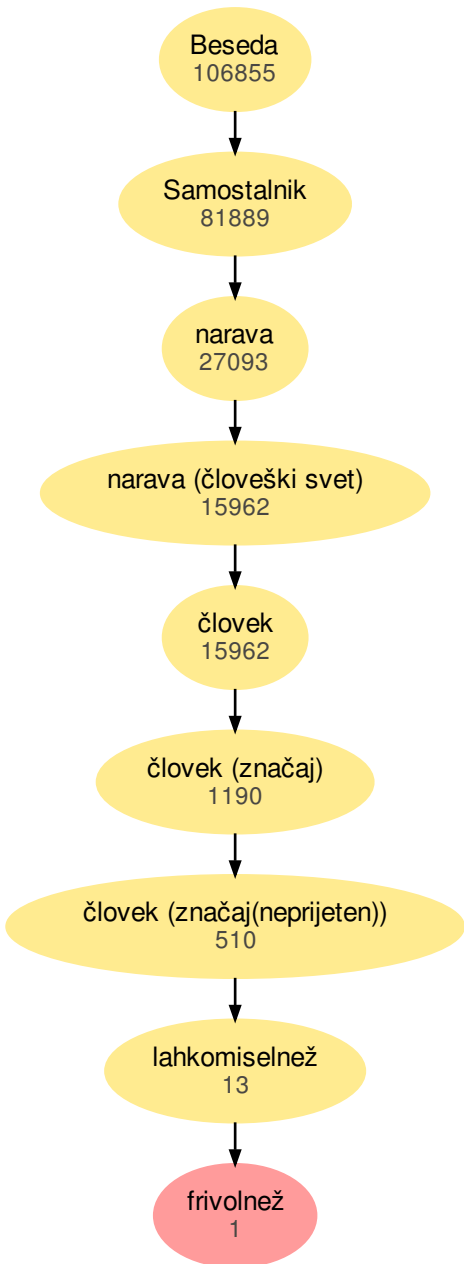 Beseda
106855
Samostalnik
81889
narava
27093
narava (človeški svet)
15962
človek
15962
človek (značaj)
1190
človek (značaj(neprijeten))
510
lahkomiselnež
13
frivolnež
1